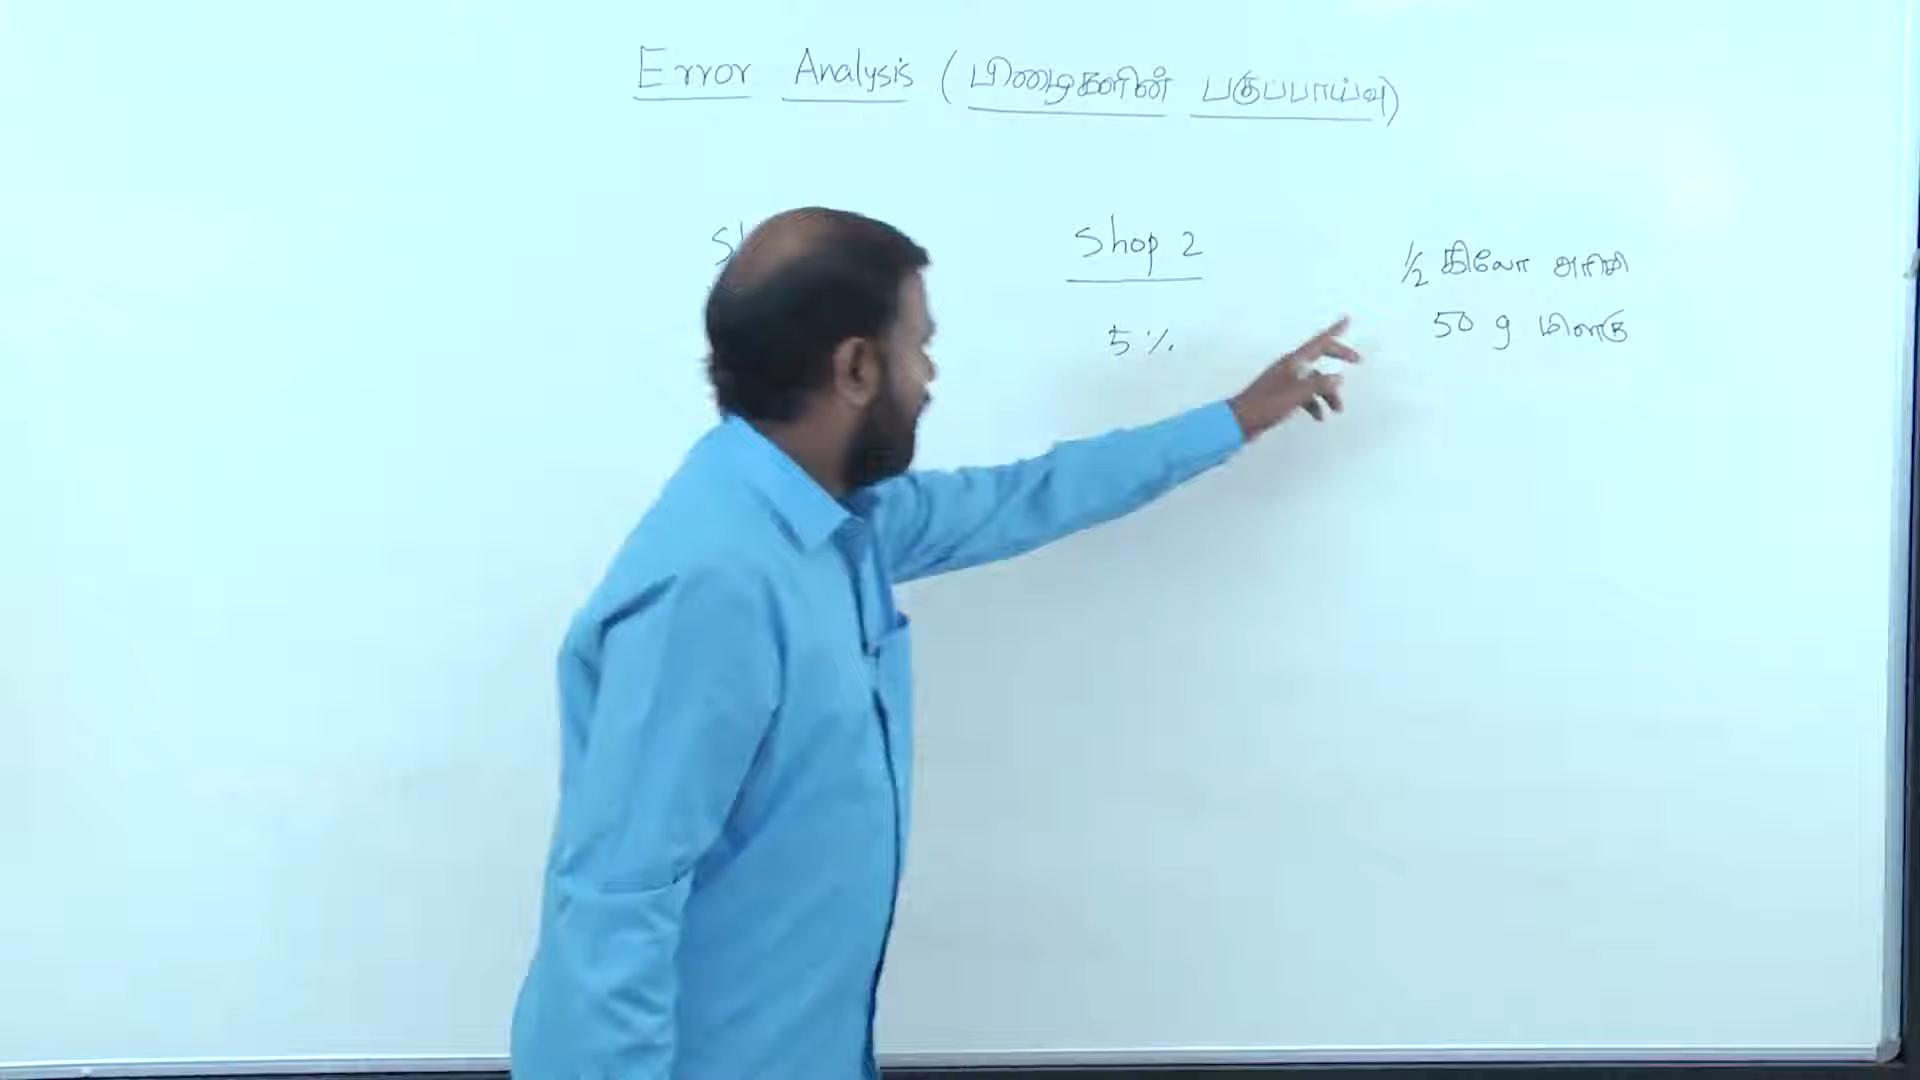 Error Analysis (பிழைகளின் பகுப்பாய்வு)
Shop 2
5%
½ கிலோ அரிசி
50 g மிளகு